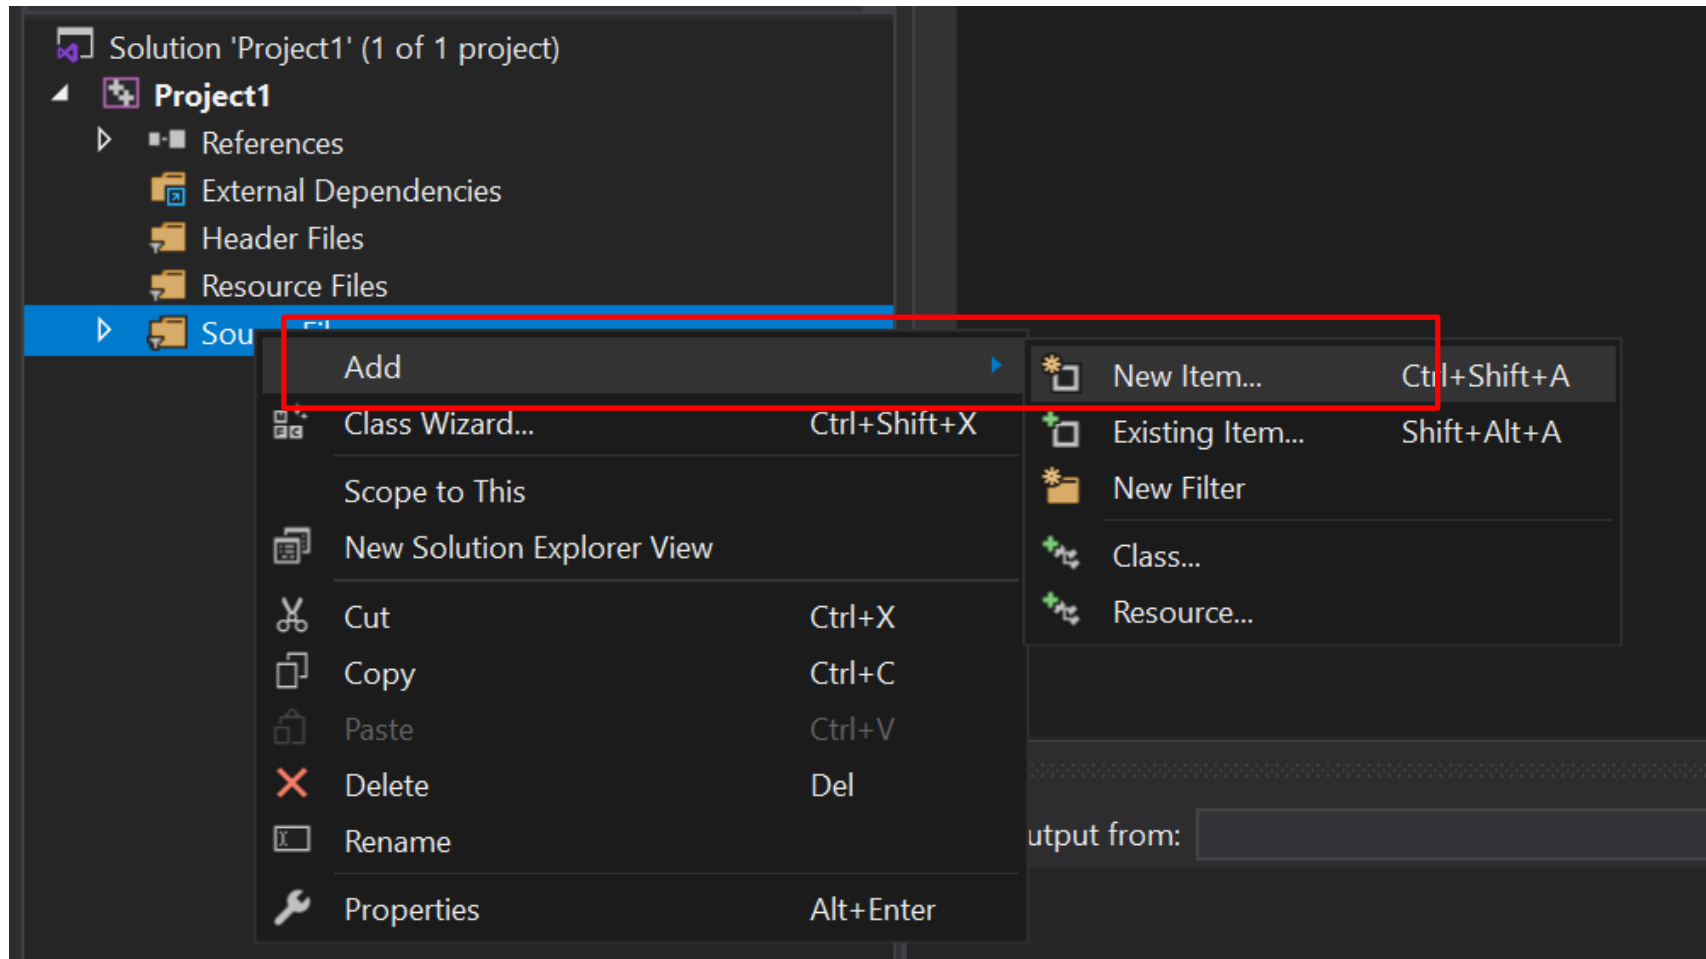 Solution 'Project1' (1 of 1 project)
Project1
References
External Dependencies
Header Files
Resource Files
Add
Class Wizard... Ctrl+Shift+X
Scope to This
New Solution Explorer View
Cut Ctrl+X
Copy Ctrl+C
Paste Ctrl+V
Delete Del
Rename
Properties Alt+Enter
New Item... Ctrl+Shift+A
Existing Item... Shift+Alt+A
New Filter
Class...
Resource...
from: